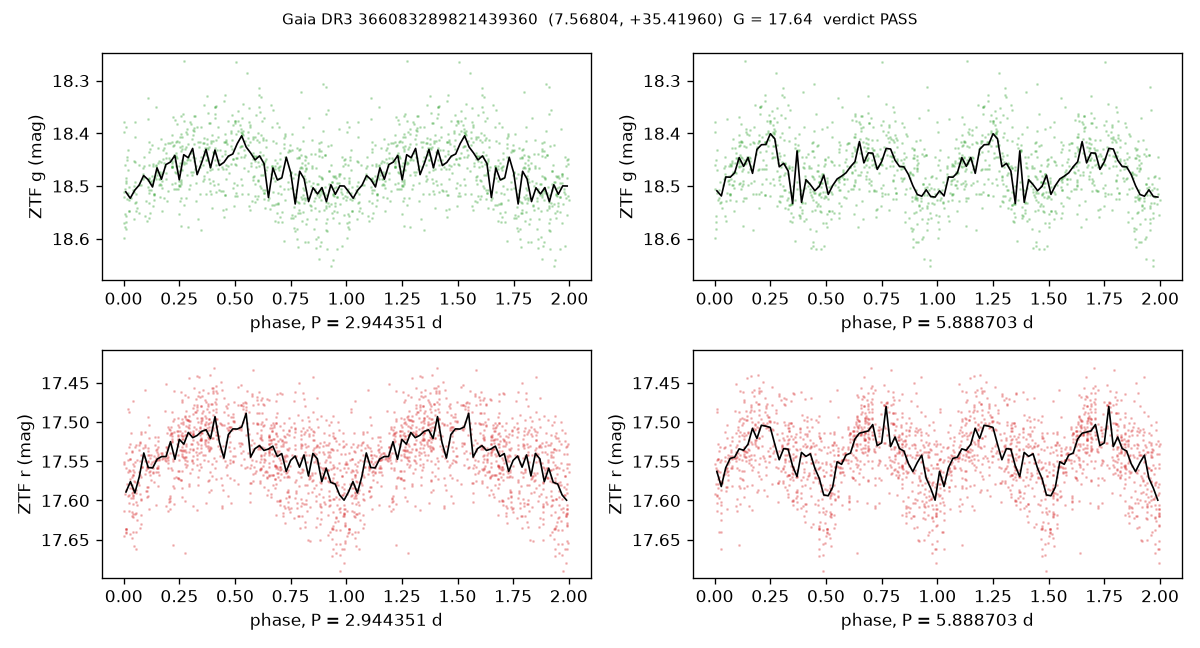 Gaia DR3 366083289821439360  (7.56804, +35.41960)  G = 17.64  verdict PASS
ZTF g (mag)
18.3
18.4
18.5
18.6
0.00 0.25 0.50 0.75 1.00 1.25 1.50 1.75 2.00
phase, P = 2.944351 d
ZTF g (mag)
18.3
18.4
18.5
18.6
0.00 0.25 0.50 0.75 1.00 1.25 1.50 1.75 2.00
phase, P = 5.888703 d
ZTF r (mag)
17.45
17.50
17.55
17.60
17.65
0.00 0.25 0.50 0.75 1.00 1.25 1.50 1.75 2.00
phase, P = 2.944351 d
ZTF r (mag)
17.45
17.50
17.55
17.60
17.65
0.00 0.25 0.50 0.75 1.00 1.25 1.50 1.75 2.00
phase, P = 5.888703 d